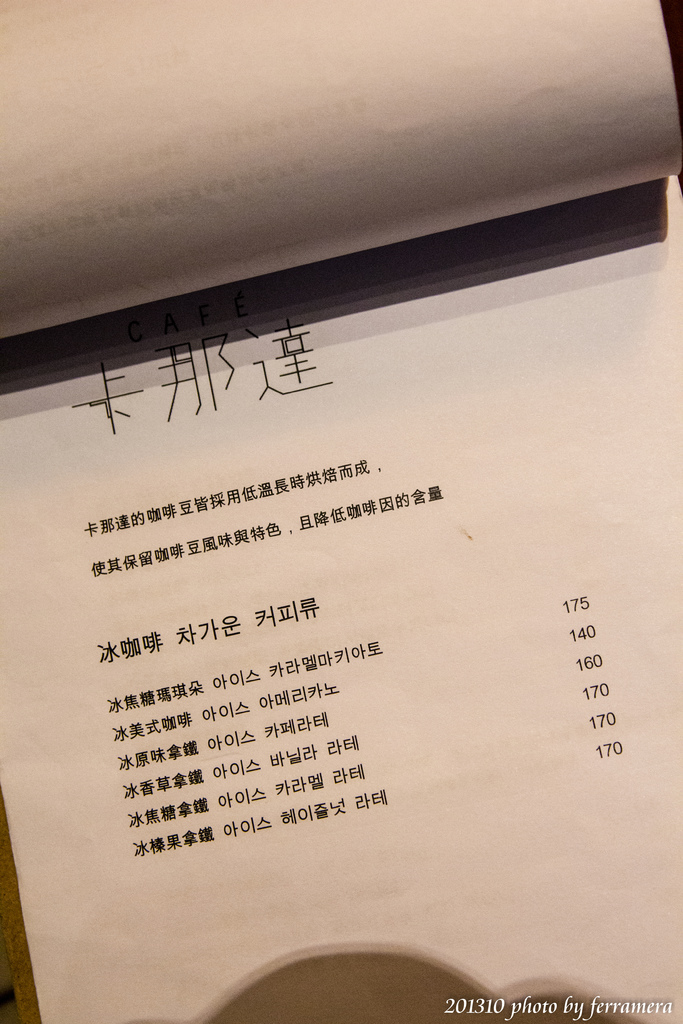 CAFÉ
卡那達
卡那達的咖啡豆皆採用低溫長時烘焙而成，
使其保留咖啡豆風味與特色，且降低咖啡因的含量
冰咖啡 차가운 커피류
冰焦糖瑪琪朵 아이스 카라멜마키아토 175
冰美式咖啡 아이스 아메리카노 140
冰原味拿鐵 아이스 카페라테 160
冰香草拿鐵 아이스 바닐라 라테 170
冰焦糖拿鐵 아이스 카라멜 라테 170
冰榛果拿鐵 아이스 헤이즐넛 라테 170
201310 photo by ferramera